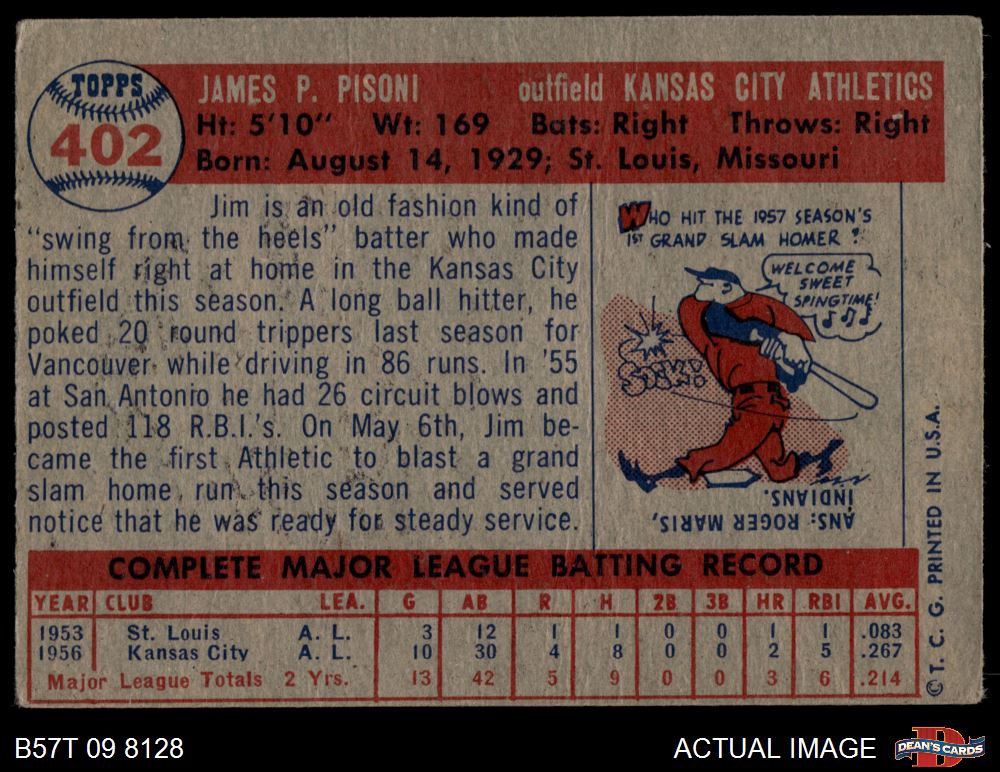 TOPPS
402
JAMES P. PISONI outfield KANSAS CITY ATHLETICS
Ht: 5'10" Wt: 169 Bats: Right Throws: Right
Born: August 14, 1929; St. Louis, Missouri
Jim is an old fashion kind of
"swing from the heels" batter who made
himself right at home in the Kansas City
outfield this season. A long ball hitter, he
poked 20 round trippers last season for
Vancouver while driving in 86 runs. In '55
at San Antonio he had 26 circuit blows and
posted 118 R.B.I.'s. On May 6th, Jim be-
came the first Athletic to blast a grand
slam home run this season and served
notice that he was ready for steady service.
WHO HIT THE 1957 SEASON'S
1ST GRAND SLAM HOMER?
WELCOME
SWEET
SPINGTIME!
ANS: ROGER MARIS,
INDIANS.
© T. C. G. PRINTED IN U.S.A.
COMPLETE MAJOR LEAGUE BATTING RECORD
YEAR CLUB LEA. G AB R H 2B 3B HR RBI AVG.
1953 St. Louis A. L. 3 12 1 1 0 0 1 1 .083
1956 Kansas City A. L. 10 30 4 8 0 0 2 5 .267
Major League Totals 2 Yrs. 13 42 5 9 0 0 3 6 .214
B57T 09 8128 ACTUAL IMAGE DEAN'S CARDS